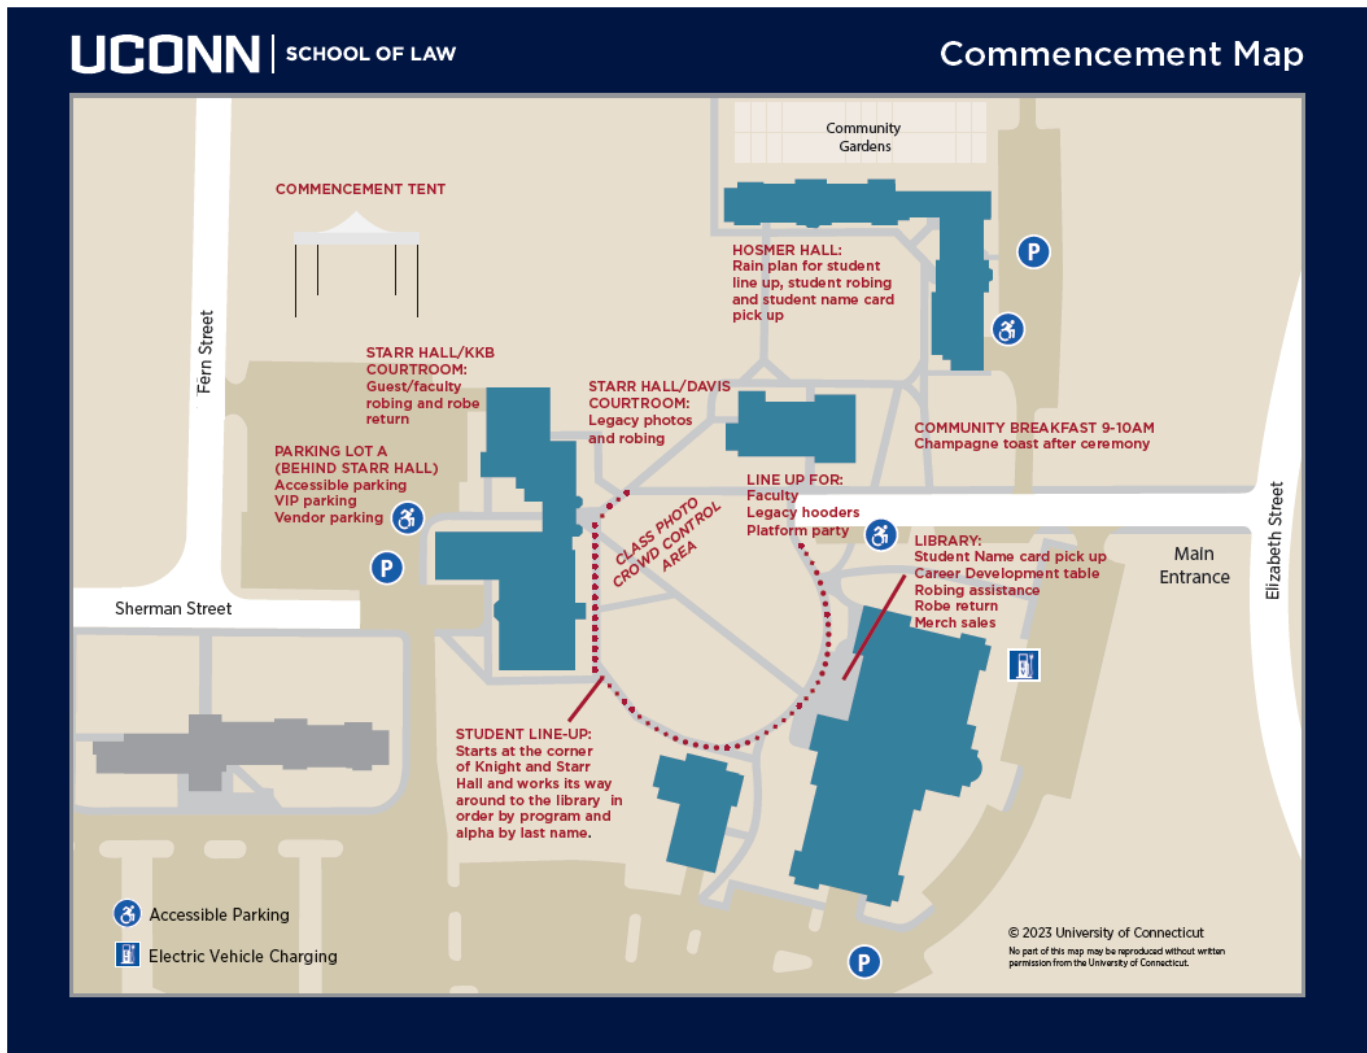 UCONN SCHOOL OF LAW
Commencement Map
Community
Gardens
COMMENCEMENT TENT
HOSMER HALL:
Rain plan for student
line up, student robing
and student name card
pick up
P
Fern Street
STARR HALL/KKB
COURTROOM:
Guest/faculty
robing and robe
return
STARR HALL/DAVIS
COURTROOM:
Legacy photos
and robing
COMMUNITY BREAKFAST 9-10AM
Champagne toast after ceremony
PARKING LOT A
(BEHIND STARR HALL)
Accessible parking
VIP parking
Vendor parking
P
LINE UP FOR:
Faculty
Legacy hooders
Platform party
CLASS PHOTO
CROWD CONTROL
AREA
LIBRARY:
Student Name card pick up
Career Development table
Robing assistance
Robe return
Merch sales
Main
Entrance
Elizabeth Street
Sherman Street
STUDENT LINE-UP:
Starts at the corner
of Knight and Starr
Hall and works its way
around to the library in
order by program and
alpha by last name.
Accessible Parking
Electric Vehicle Charging
P
© 2023 University of Connecticut
No part of this map may be reproduced without written
permission from the University of Connecticut.